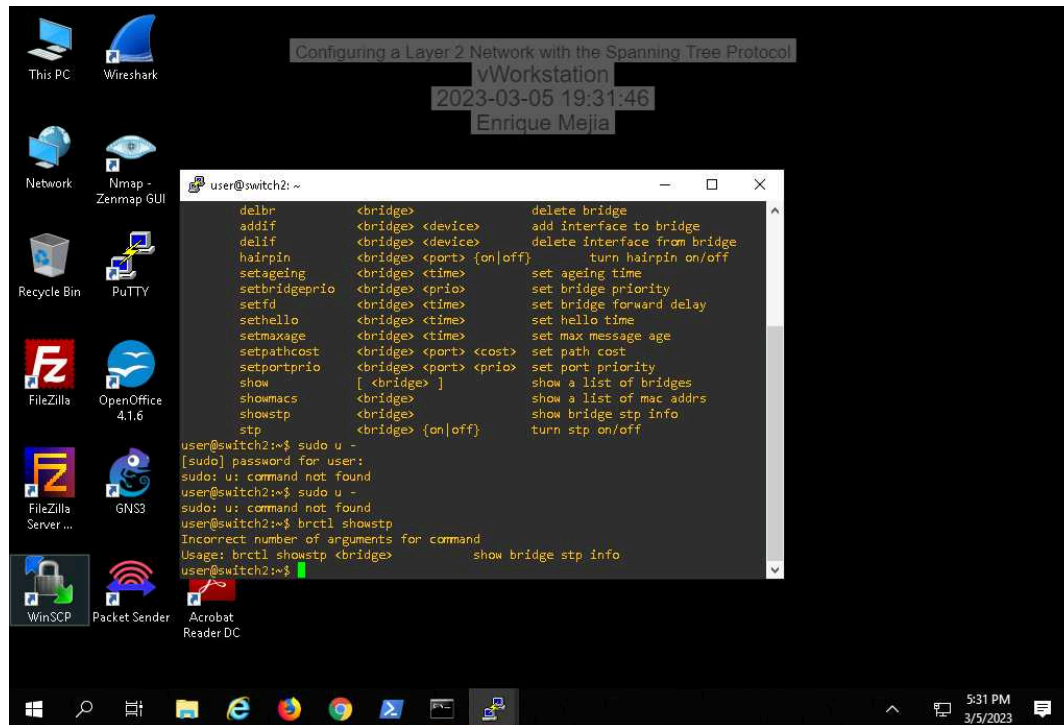 Configuring a Layer 2 Network with the Spanning Tree Protocol
vWorkstation
2023-03-05 19:31:46
Enrique Mejia
This PC
Wireshark
Network
Nmap -
Zenmap GUI
Recycle Bin
PuTTY
FileZilla
OpenOffice
4.1.6
FileZilla
Server ...
GNS3
WinSCP
Packet Sender
Acrobat
Reader DC
user@switch2: ~
delbr <bridge> delete bridge
addif <bridge> <device> add interface to bridge
delif <bridge> <device> delete interface from bridge
hairpin <bridge> <port> {on|off} turn hairpin on/off
setageing <bridge> <time> set ageing time
setbridgeprio <bridge> <prio> set bridge priority
setfd <bridge> <time> set bridge forward delay
sethello <bridge> <time> set hello time
setmaxage <bridge> <time> set max message age
setpathcost <bridge> <port> <cost> set path cost
setportprio <bridge> <port> <prio> set port priority
show [ <bridge> ] show a list of bridges
showmacs <bridge> show a list of mac addrs
showstp <bridge> show bridge stp info
stp <bridge> {on|off} turn stp on/off
user@switch2:~$ sudo u -
[sudo] password for user:
sudo: u: command not found
user@switch2:~$ sudo u -
sudo: u: command not found
user@switch2:~$ brctl showstp
Incorrect number of arguments for command
Usage: brctl showstp <bridge> show bridge stp info
user@switch2:~$
5:31 PM
3/5/2023